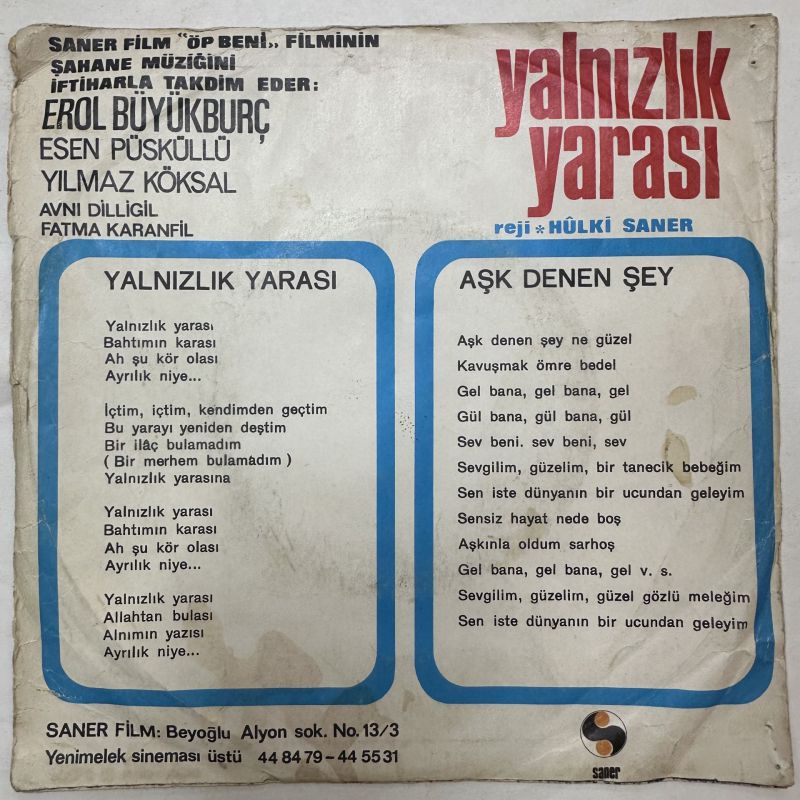 SANER FİLM "ÖP BENİ,, FİLMİNİN
ŞAHANE MÜZİĞİNİ
İFTİHARLA TAKDİM EDER:
EROL BÜYÜKBURÇ
ESEN PÜSKÜLLÜ
YILMAZ KÖKSAL
AVNI DİLLİGİL
FATMA KARANFİL
yalnızlık
yarası
reji * HÛLKİ SANER
YALNIZLIK YARASI
Yalnızlık yarası
Bahtımın karası
Ah şu kör olası
Ayrılık niye...
İçtim, içtim, kendimden geçtim
Bu yarayı yeniden deştim
Bir ilâç bulamadım
( Bir merhem bulamadım )
Yalnızlık yarasına
Yalnızlık yarası
Bahtımın karası
Ah şu kör olası
Ayrılık niye...
Yalnızlık yarası
Allahtan bulası
Alnımın yazısı
Ayrılık niye...
AŞK DENEN ŞEY
Aşk denen şey ne güzel
Kavuşmak ömre bedel
Gel bana, gel bana, gel
Gül bana, gül bana, gül
Sev beni. sev beni, sev
Sevgilim, güzelim, bir tanecik bebeğim
Sen iste dünyanın bir ucundan geleyim
Sensiz hayat nede boş
Aşkınla oldum sarhoş
Gel bana, gel bana, gel v. s.
Sevgilim, güzelim, güzel gözlü meleğim
Sen iste dünyanın bir ucundan geleyim
SANER FİLM: Beyoğlu Alyon sok. No. 13/3
Yenimelek sineması üstü 44 84 79 - 44 55 31
saner